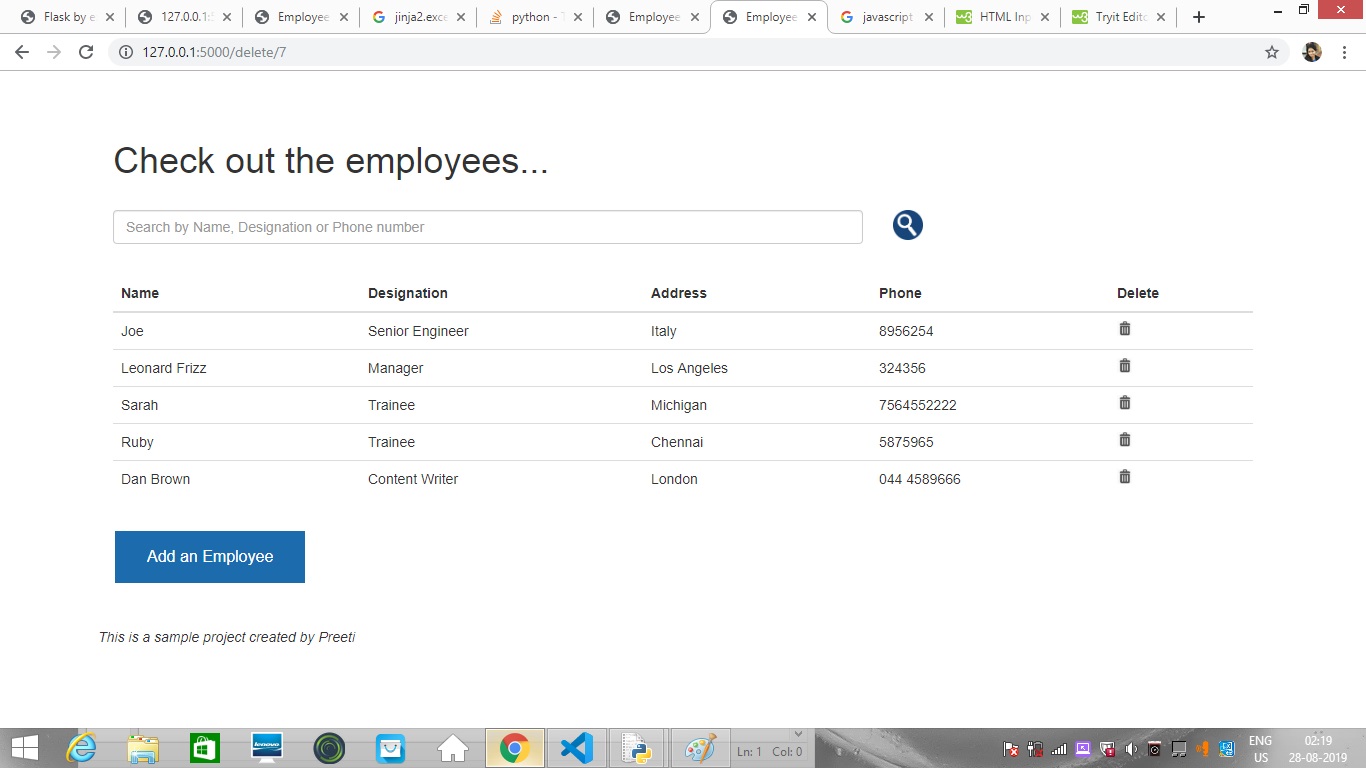 Flask by e 127.0.0.1:5 Employee jinja2.exce python - T Employee Employee javascript HTML Inp Tryit Edito
127.0.0.1:5000/delete/7
Check out the employees...
Search by Name, Designation or Phone number
Name Designation Address Phone Delete
Joe Senior Engineer Italy 8956254
Leonard Frizz Manager Los Angeles 324356
Sarah Trainee Michigan 7564552222
Ruby Trainee Chennai 5875965
Dan Brown Content Writer London 044 4589666
Add an Employee
This is a sample project created by Preeti
lenovo
Ln: 1 Col: 0
ENG 02:19
US 28-08-2019